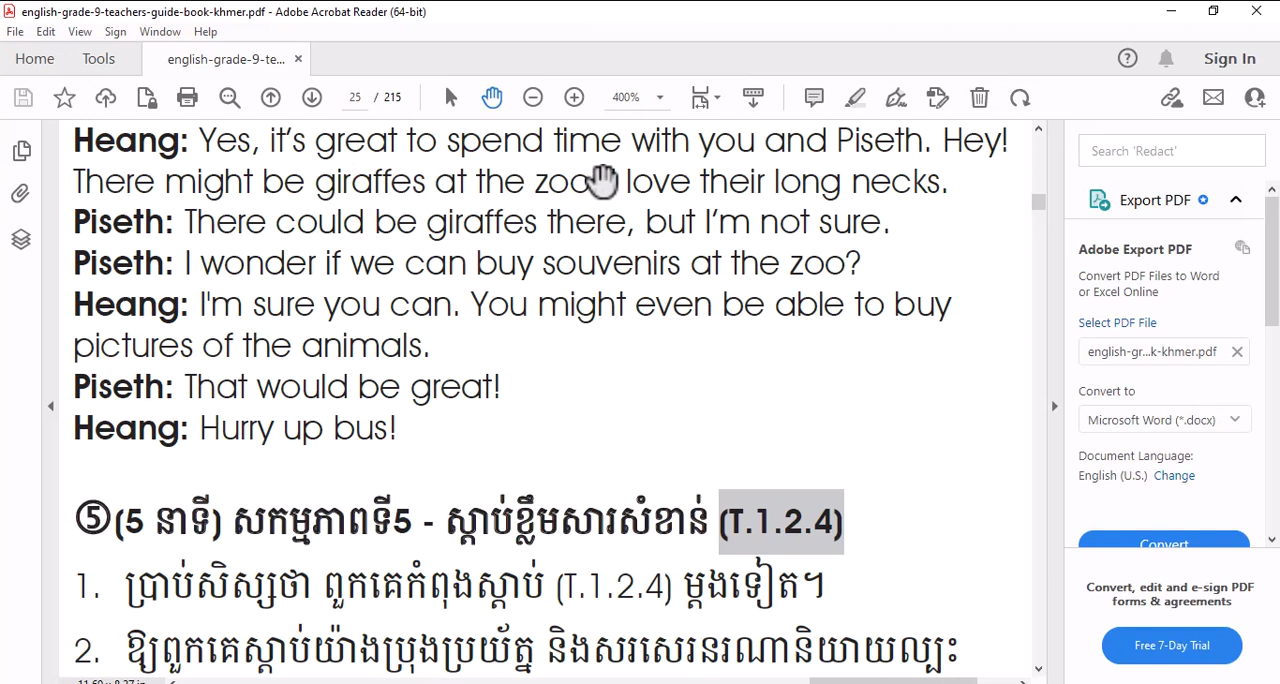 english-grade-9-teachers-guide-book-khmer.pdf - Adobe Acrobat Reader (64-bit)
File Edit View Sign Window Help
Home Tools english-grade-9-te... × Sign In
25 / 215 400%
Heang: Yes, it's great to spend time with you and Piseth. Hey!
There might be giraffes at the zoo love their long necks.
Piseth: There could be giraffes there, but I'm not sure.
Piseth: I wonder if we can buy souvenirs at the zoo?
Heang: I'm sure you can. You might even be able to buy
pictures of the animals.
Piseth: That would be great!
Heang: Hurry up bus!
⑤(5 នាទី) សកម្មភាពទី5 - ស្ដាប់ខ្លឹមសារសំខាន់ (T.1.2.4)
1. ប្រាប់សិស្សថា ពួកគេកំពុងស្ដាប់ (T.1.2.4) ម្ដងទៀត។
2. ឱ្យពួកគេស្ដាប់យ៉ាងប្រុងប្រយ័ត្ន និងសរសេរនរណានិយាយល្បះ
Search 'Redact'
Export PDF
Adobe Export PDF
Convert PDF Files to Word
or Excel Online
Select PDF File
english-gr...k-khmer.pdf
Convert to
Microsoft Word (*.docx)
Document Language:
English (U.S.) Change
Convert
Convert, edit and e-sign PDF
forms & agreements
Free 7-Day Trial